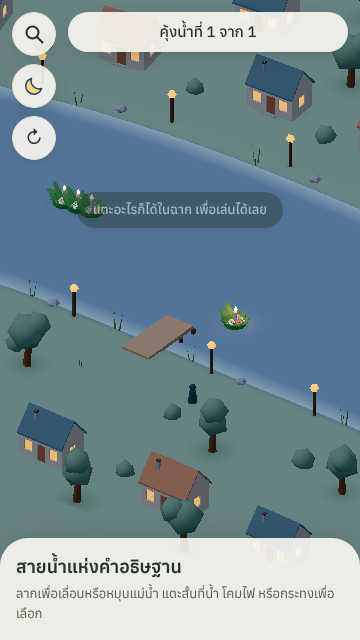 คุ้งน้ำที่ 1 จาก 1
แตะอะไรก็ได้ในฉาก เพื่อเล่นได้เลย
สายน้ำแห่งคำอธิษฐาน
ลากเพื่อเลื่อนหรือหมุนแม่น้ำ แตะสั้นที่น้ำ โคมไฟ หรือกระทงเพื่อ
เลือก